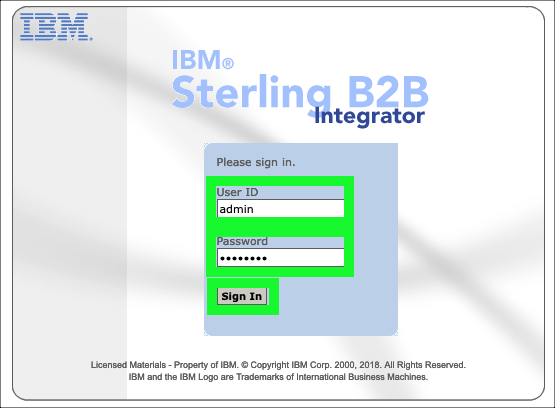 IBM.
IBM®
Sterling B2B
Integrator
Please sign in.
User ID
admin
Password
••••••••
Sign In
Licensed Materials - Property of IBM. © Copyright IBM Corp. 2000, 2018. All Rights Reserved.
IBM and the IBM Logo are Trademarks of International Business Machines.